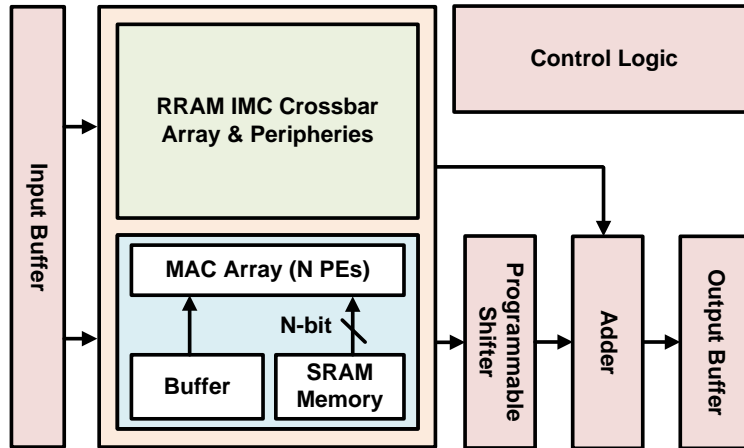 Input Buffer
RRAM IMC Crossbar
Array & Peripheries
Control Logic
MAC Array (N PEs)
N-bit
Buffer
SRAM
Memory
Programmable
Shifter
Adder
Output Buffer